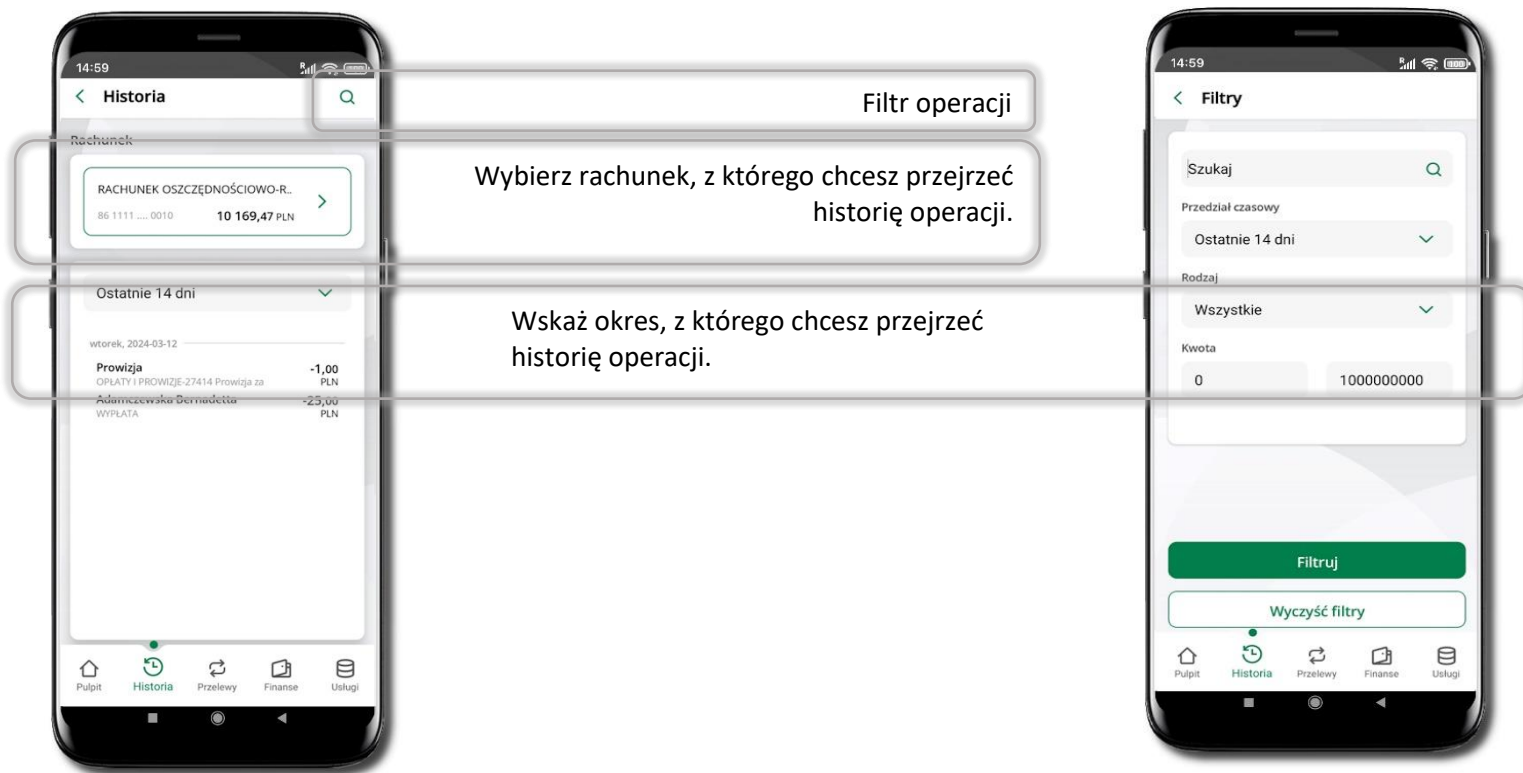 14:59
Historia
Rachunek
RACHUNEK OSZCZĘDNOŚCIOWO-R..
86 1111 .... 0010 10 169,47 PLN
Ostatnie 14 dni
wtorek, 2024-03-12
Prowizja -1,00
OPŁATY I PROWIZJE-27414 Prowizja za PLN
Adamczewska Bernadetta -25,00
WYPŁATA PLN
Pulpit Historia Przelewy Finanse Usługi
Filtr operacji
Wybierz rachunek, z którego chcesz przejrzeć
historię operacji.
Wskaż okres, z którego chcesz przejrzeć
historię operacji.
14:59
Filtry
Szukaj
Przedział czasowy
Ostatnie 14 dni
Rodzaj
Wszystkie
Kwota
0 1000000000
Filtruj
Wyczyść filtry
Pulpit Historia Przelewy Finanse Usługi